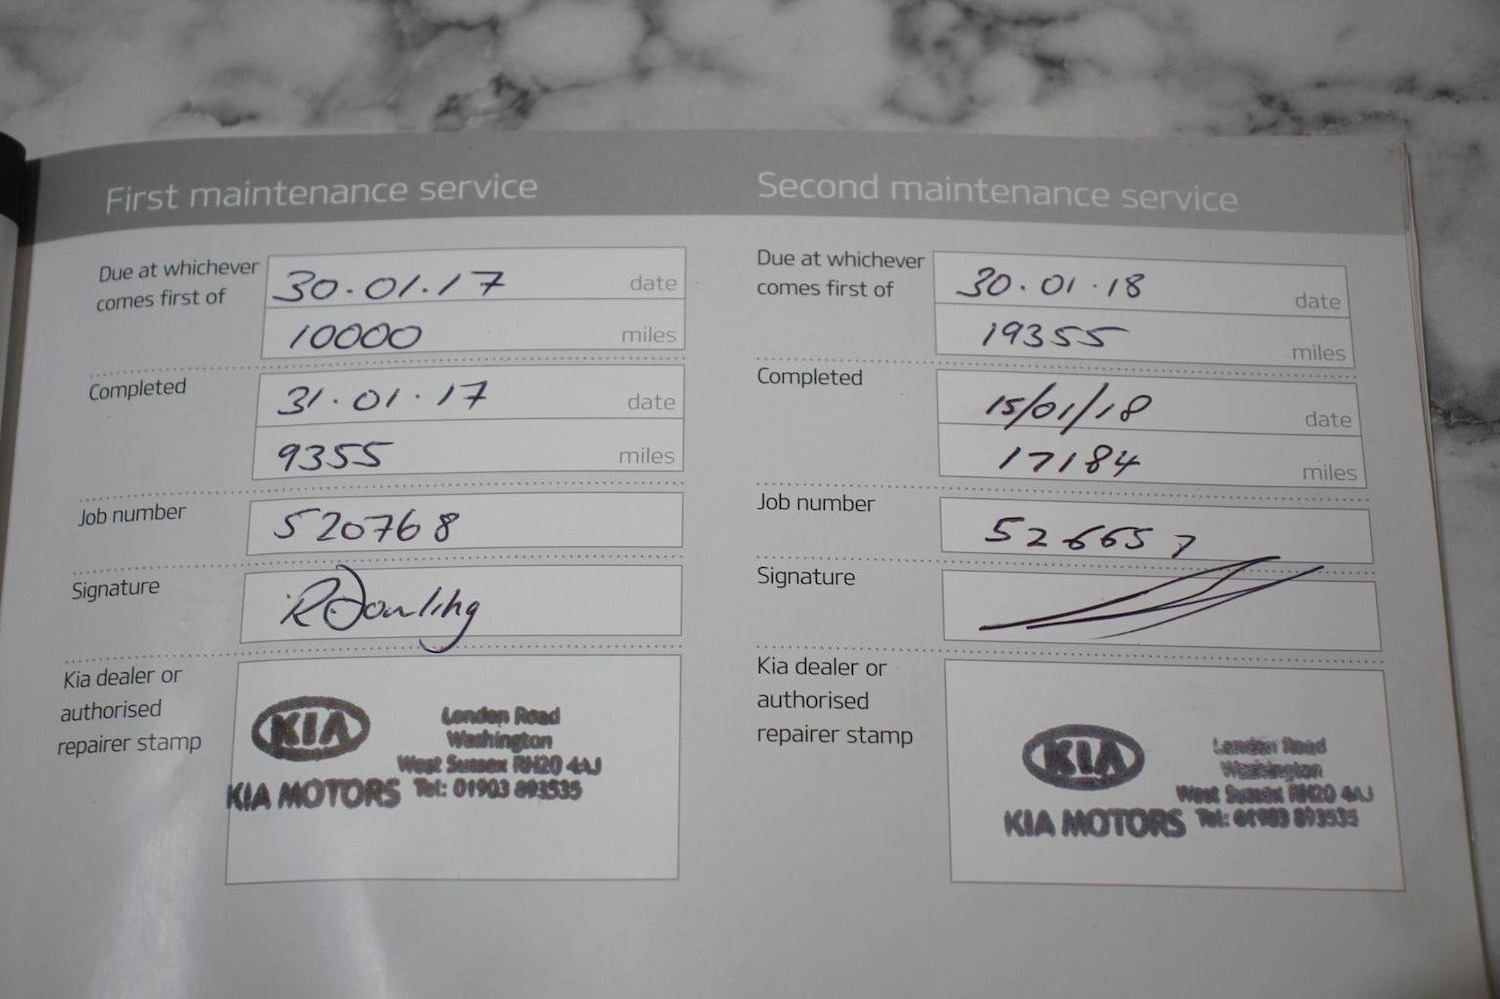 First maintenance service
Due at whichever
comes first of
30.01.17 date
10000 miles
Completed
31.01.17 date
9355 miles
Job number
520768
Signature
R Dowling
Kia dealer or
authorised
repairer stamp
KIA
KIA MOTORS
London Road
Washington
West Sussex RH20 4AJ
Tel: 01903 893535
Second maintenance service
Due at whichever
comes first of
30.01.18 date
19355 miles
Completed
15/01/18 date
17184 miles
Job number
526657
Signature
Kia dealer or
authorised
repairer stamp
KIA
KIA MOTORS
London Road
Washington
West Sussex RH20 4AJ
Tel: 01903 893535